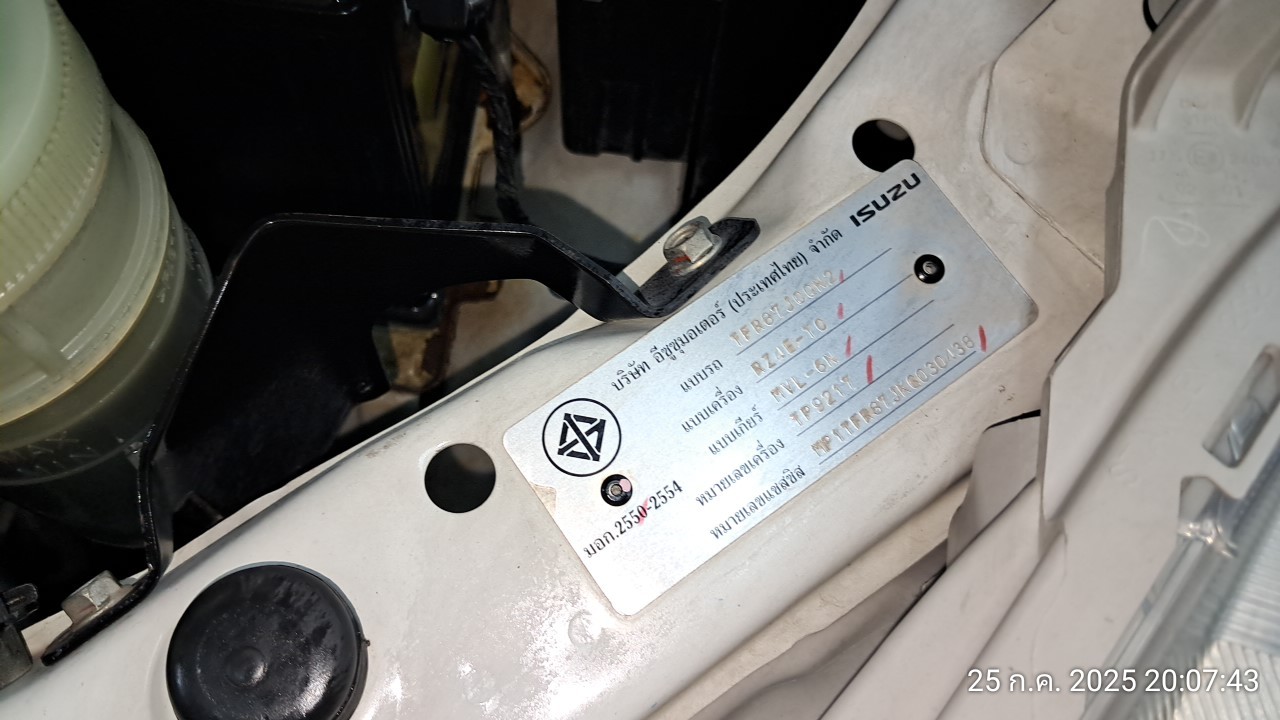 ISUZU
บริษัท อีซูซุมอเตอร์ (ประเทศไทย) จำกัด
แบบรถ
แบบเครื่อง RZ4E-TC
แบบเกียร์ MVL-6N
หมายเลขเครื่อง
หมายเลขแชสซิส
มอก.2550-2554
25 ก.ค. 2025 20:07:43